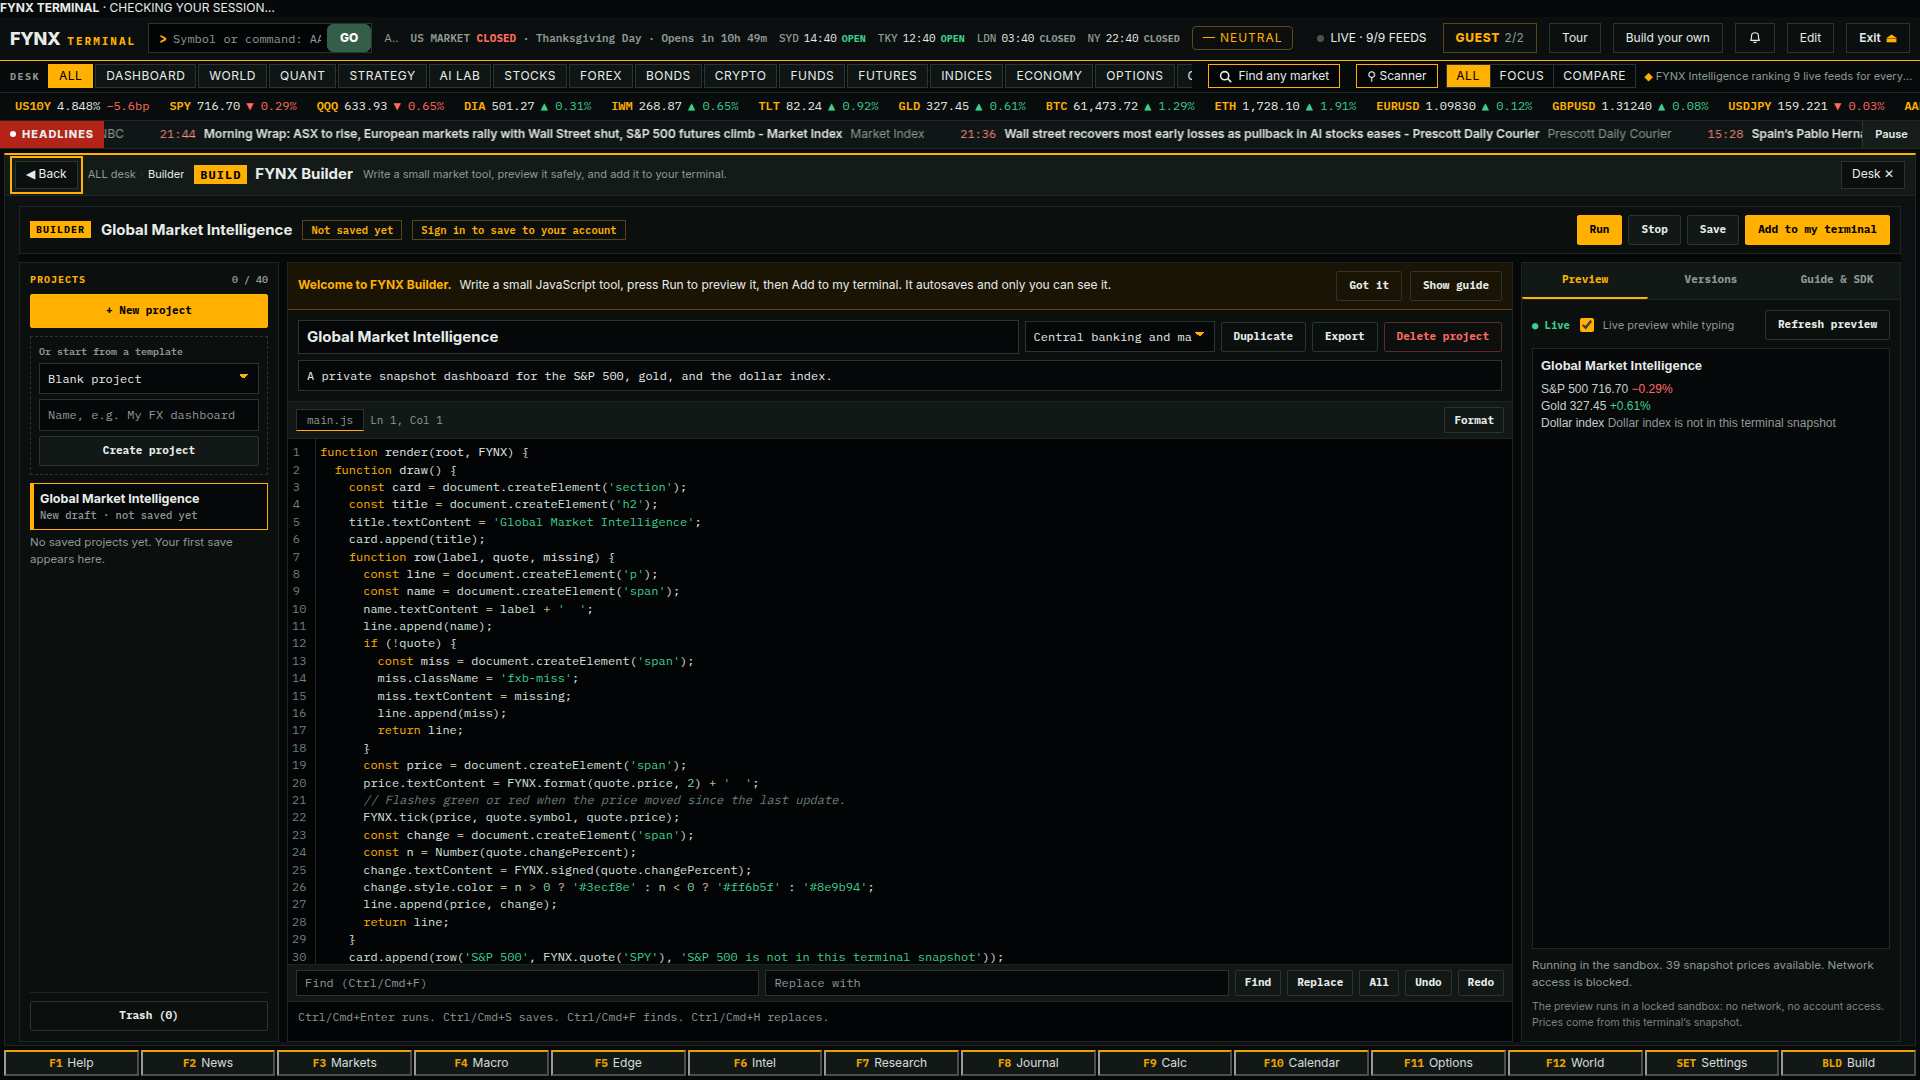 FYNX TERMINAL · CHECKING YOUR SESSION...
FYNX TERMINAL > Symbol or command: AA GO A.. US MARKET CLOSED · Thanksgiving Day · Opens in 10h 49m SYD 14:40 OPEN TKY 12:40 OPEN LDN 03:40 CLOSED NY 22:40 CLOSED — NEUTRAL LIVE · 9/9 FEEDS GUEST 2/2 Tour Build your own Edit Exit ⏏
DESK ALL DASHBOARD WORLD QUANT STRATEGY AI LAB STOCKS FOREX BONDS CRYPTO FUNDS FUTURES INDICES ECONOMY OPTIONS Find any market Scanner ALL FOCUS COMPARE ◆ FYNX Intelligence ranking 9 live feeds for every...
US10Y 4.848% −5.6bp SPY 716.70 ▼ 0.29% QQQ 633.93 ▼ 0.65% DIA 501.27 ▲ 0.31% IWM 268.87 ▲ 0.65% TLT 82.24 ▲ 0.92% GLD 327.45 ▲ 0.61% BTC 61,473.72 ▲ 1.29% ETH 1,728.10 ▲ 1.91% EURUSD 1.09830 ▲ 0.12% GBPUSD 1.31240 ▲ 0.08% USDJPY 159.221 ▼ 0.03%
● HEADLINES 21:44 Morning Wrap: ASX to rise, European markets rally with Wall Street shut, S&P 500 futures climb - Market Index Market Index 21:36 Wall street recovers most early losses as pullback in AI stocks eases - Prescott Daily Courier Prescott Daily Courier 15:28 Spain's Pablo Pause
◀ Back ALL desk Builder BUILD FYNX Builder Write a small market tool, preview it safely, and add it to your terminal. Desk ✕
BUILDER Global Market Intelligence Not saved yet Sign in to save to your account Run Stop Save Add to my terminal
PROJECTS 0 / 40
+ New project
Or start from a template
Blank project
Name, e.g. My FX dashboard
Create project
Global Market Intelligence
New draft · not saved yet
No saved projects yet. Your first save
appears here.
Trash (0)
Welcome to FYNX Builder. Write a small JavaScript tool, press Run to preview it, then Add to my terminal. It autosaves and only you can see it. Got it Show guide
Global Market Intelligence Central banking and ma Duplicate Export Delete project
A private snapshot dashboard for the S&P 500, gold, and the dollar index.
main.js Ln 1, Col 1 Format
1 function render(root, FYNX) {
2 function draw() {
3 const card = document.createElement('section');
4 const title = document.createElement('h2');
5 title.textContent = 'Global Market Intelligence';
6 card.append(title);
7 function row(label, quote, missing) {
8 const line = document.createElement('p');
9 const name = document.createElement('span');
10 name.textContent = label + '  ';
11 line.append(name);
12 if (!quote) {
13 const miss = document.createElement('span');
14 miss.className = 'fxb-miss';
15 miss.textContent = missing;
16 line.append(miss);
17 return line;
18 }
19 const price = document.createElement('span');
20 price.textContent = FYNX.format(quote.price, 2) + '  ';
21 // Flashes green or red when the price moved since the last update.
22 FYNX.tick(price, quote.symbol, quote.price);
23 const change = document.createElement('span');
24 const n = Number(quote.changePercent);
25 change.textContent = FYNX.signed(quote.changePercent);
26 change.style.color = n > 0 ? '#3ecf8e' : n < 0 ? '#ff6b5f' : '#8e9b94';
27 line.append(price, change);
28 return line;
29 }
30 card.append(row('S&P 500', FYNX.quote('SPY'), 'S&P 500 is not in this terminal snapshot'));
Find (Ctrl/Cmd+F) Replace with Find Replace All Undo Redo
Ctrl/Cmd+Enter runs. Ctrl/Cmd+S saves. Ctrl/Cmd+F finds. Ctrl/Cmd+H replaces.
Preview Versions Guide & SDK
● Live Live preview while typing Refresh preview
Global Market Intelligence
S&P 500 716.70 −0.29%
Gold 327.45 +0.61%
Dollar index Dollar index is not in this terminal snapshot
Running in the sandbox. 39 snapshot prices available. Network
access is blocked.
The preview runs in a locked sandbox: no network, no account access.
Prices come from this terminal's snapshot.
F1 Help F2 News F3 Markets F4 Macro F5 Edge F6 Intel F7 Research F8 Journal F9 Calc F10 Calendar F11 Options F12 World SET Settings BLD Build